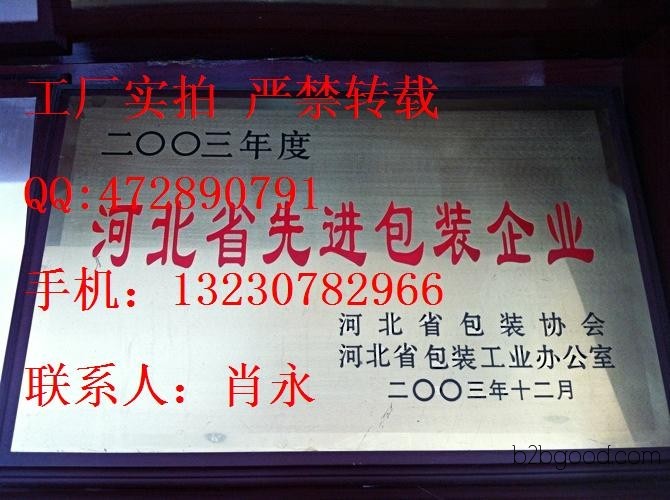 工厂实拍 严禁转载
二〇〇三年度
QQ:472890791
河北省先进包装企业
手机：13230782966
河北省包装协会
河北省包装工业办公室
联系人：肖永
二〇〇三年十二月
b2bgood.com